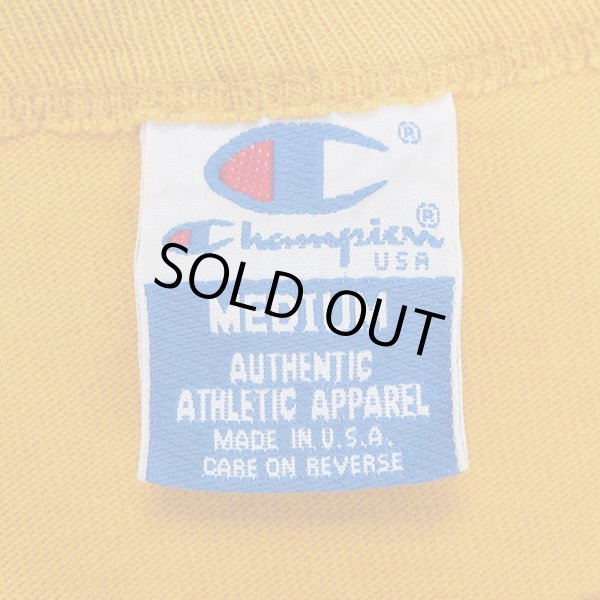 ®
Champion®
USA
MEDIUM
SOLD OUT
AUTHENTIC
ATHLETIC APPAREL
MADE IN U.S.A.
CARE ON REVERSE